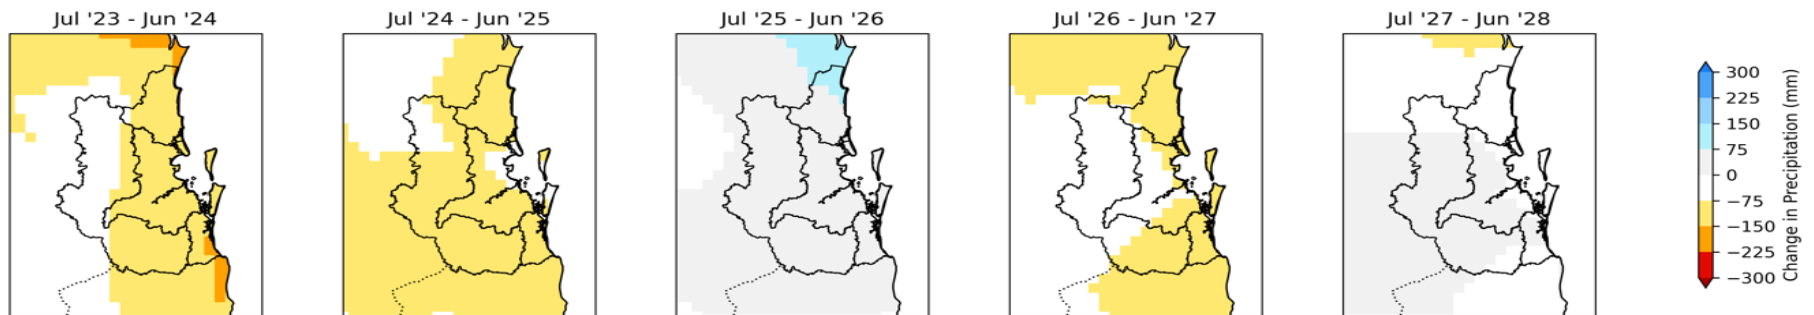 Jul '23 - Jun '24
Jul '24 - Jun '25
Jul '25 - Jun '26
Jul '26 - Jun '27
Jul '27 - Jun '28
300
225
150
75
0
−75
−150
−225
−300
Change in Precipitation (mm)